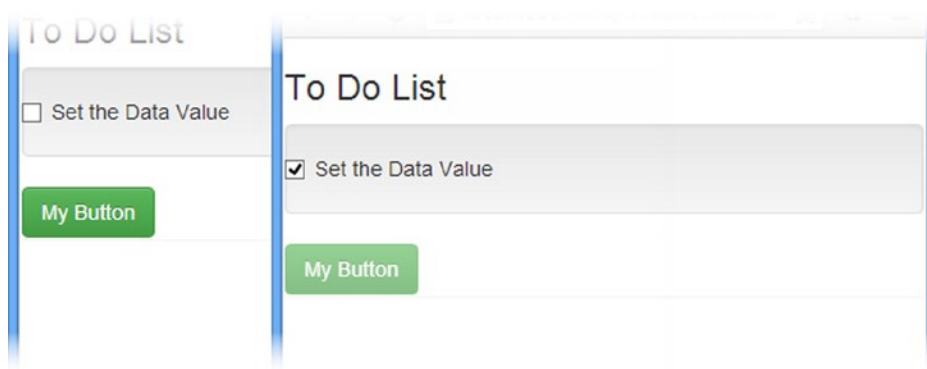 To Do List
Set the Data Value
My Button
To Do List
Set the Data Value
My Button